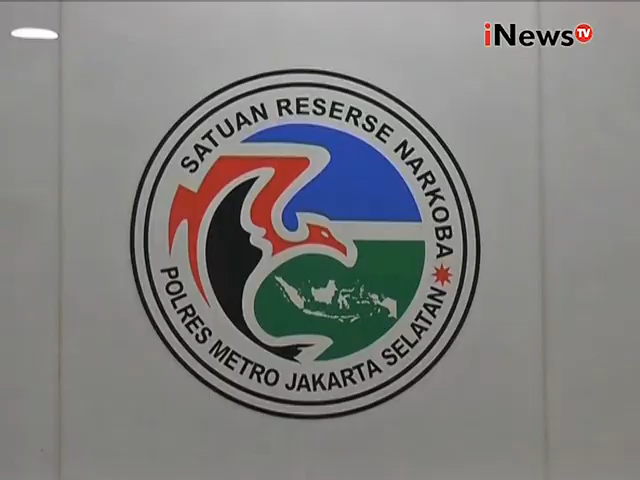 iNews TV
SATUAN RESERSE NARKOBA
POLRES METRO JAKARTA SELATAN